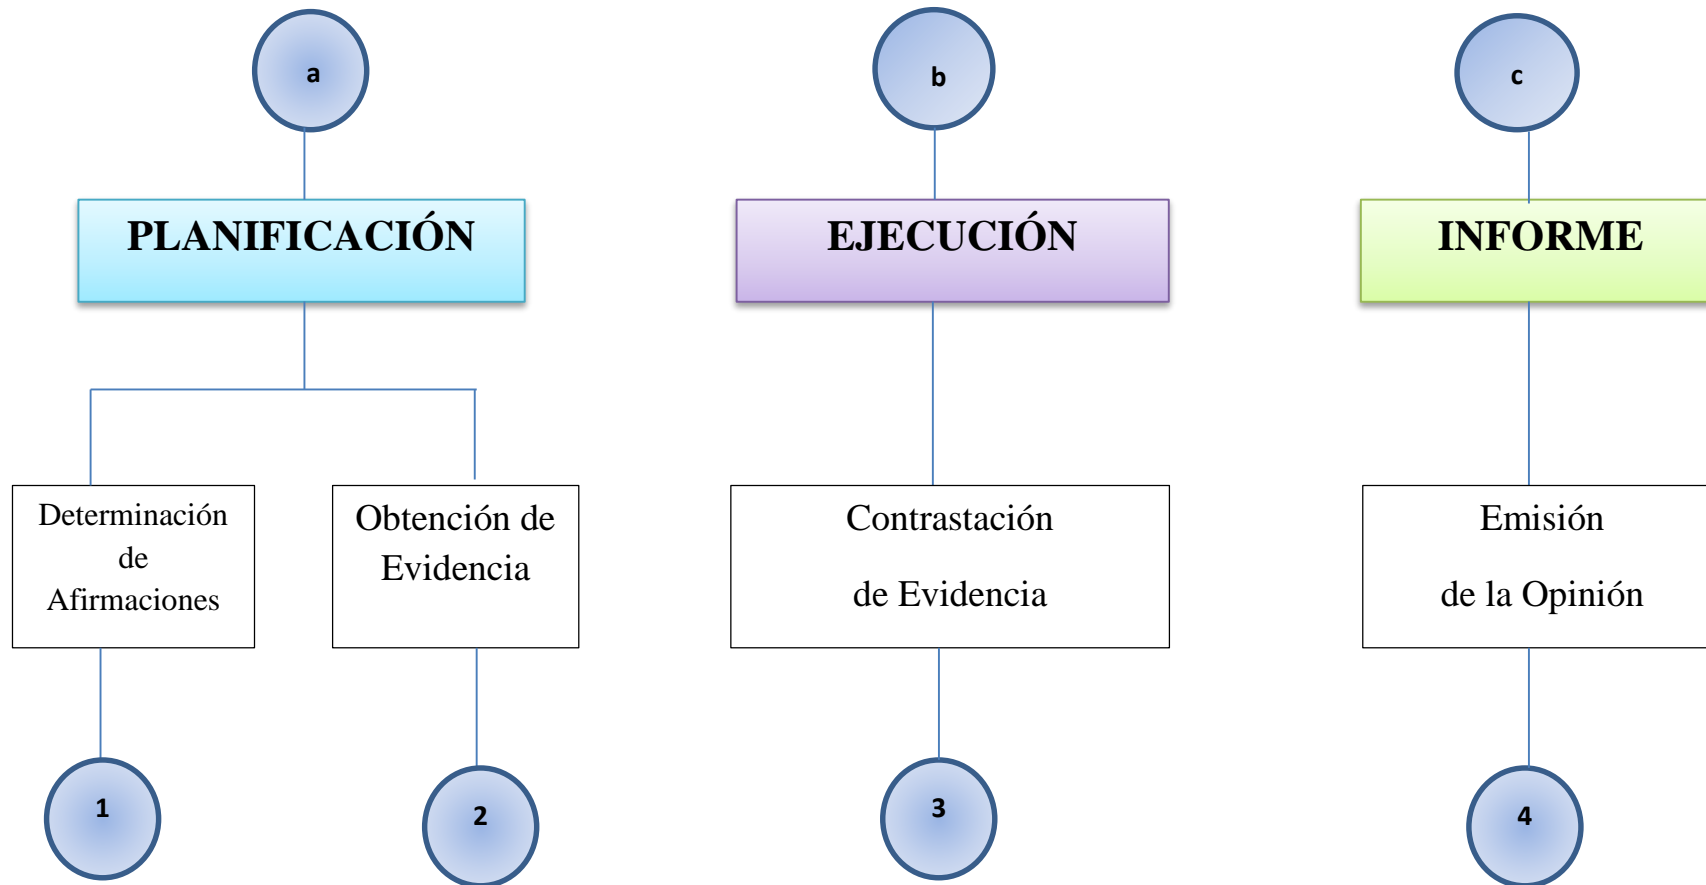 a
b
c
PLANIFICACIÓN
EJECUCIÓN
INFORME
Determinación
de
Afirmaciones
Obtención de
Evidencia
Contrastación
de Evidencia
Emisión
de la Opinión
1
2
3
4